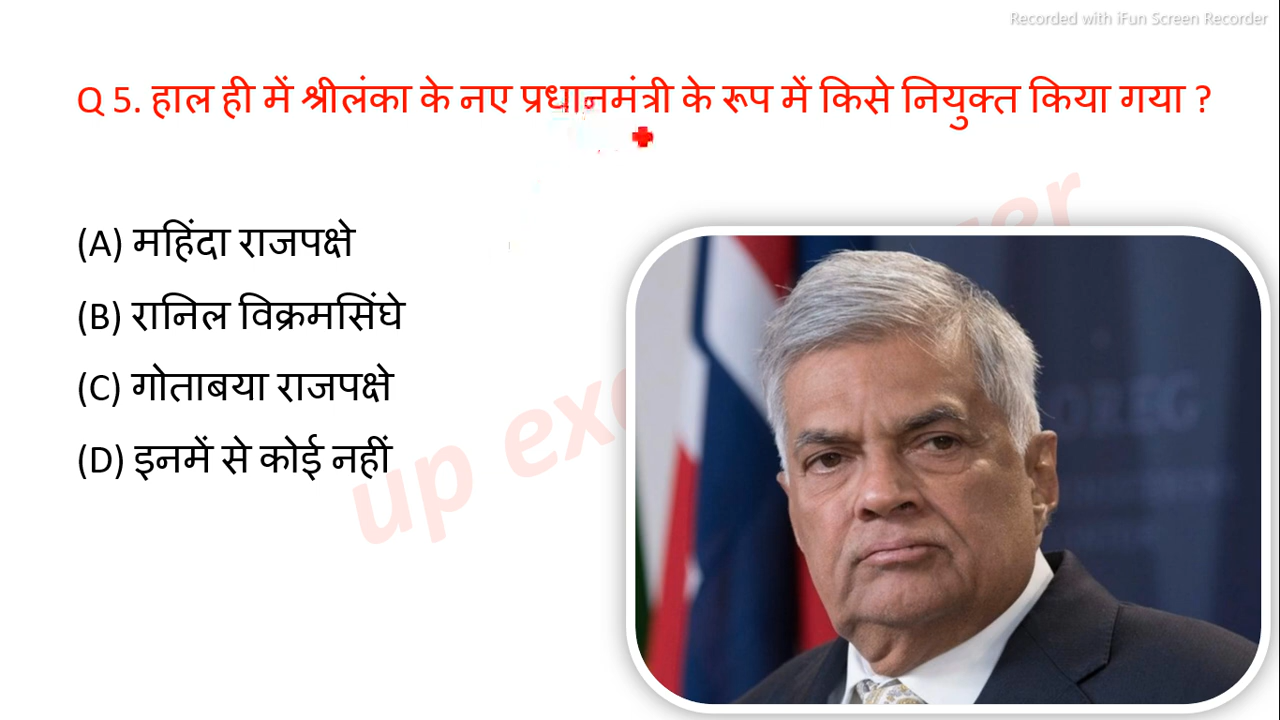 Recorded with iFun Screen Recorder
Q 5. हाल ही में श्रीलंका के नए प्रधानमंत्री के रूप में किसे नियुक्त किया गया ?
(A) महिंदा राजपक्षे
(B) रानिल विक्रमसिंघे
(C) गोताबया राजपक्षे
(D) इनमें से कोई नहीं